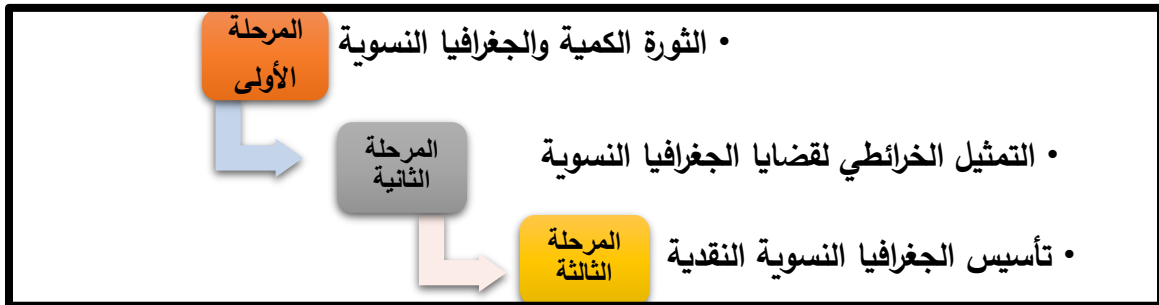 المرحلة
الأولى
• الثورة الكمية والجغرافيا النسوية
المرحلة
الثانية
• التمثيل الخرائطي لقضايا الجغرافيا النسوية
المرحلة
الثالثة
• تأسيس الجغرافيا النسوية النقدية